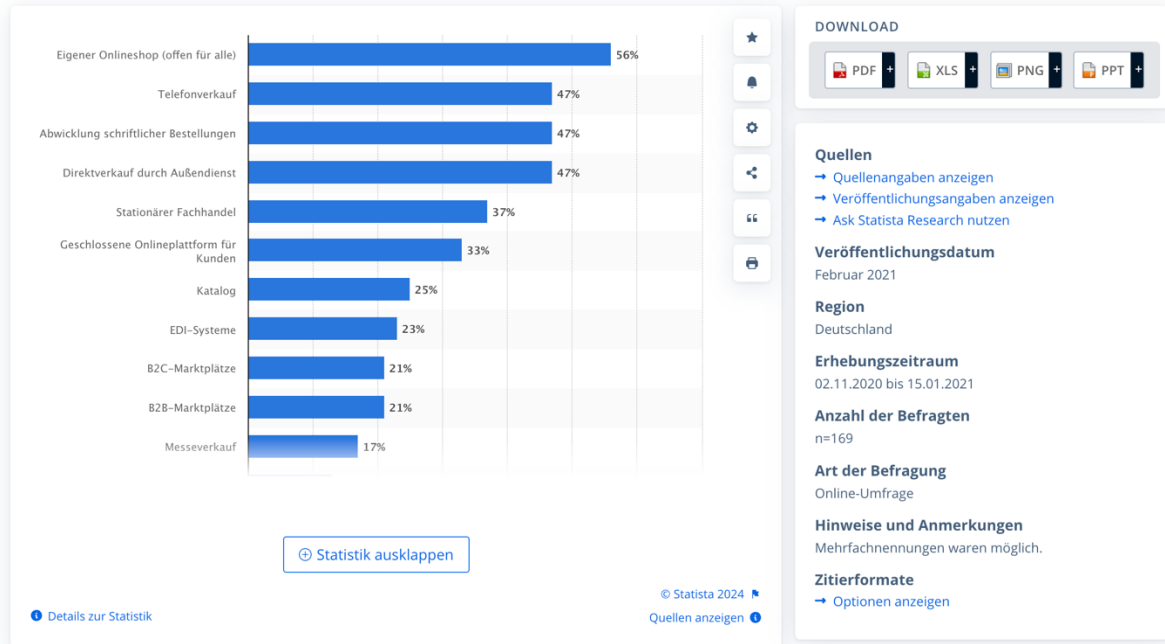 Eigener Onlineshop (offen für alle)
56%
Telefonverkauf
47%
Abwicklung schriftlicher Bestellungen
47%
Direktverkauf durch Außendienst
47%
Stationärer Fachhandel
37%
Geschlossene Onlineplattform für
Kunden
33%
Katalog
25%
EDI-Systeme
23%
B2C-Marktplätze
21%
B2B-Marktplätze
21%
Messeverkauf
17%
Statistik ausklappen
© Statista 2024
Details zur Statistik
Quellen anzeigen
DOWNLOAD
PDF +
XLS +
PNG +
PPT +
Quellen
→ Quellenangaben anzeigen
→ Veröffentlichungsangaben anzeigen
→ Ask Statista Research nutzen
Veröffentlichungsdatum
Februar 2021
Region
Deutschland
Erhebungszeitraum
02.11.2020 bis 15.01.2021
Anzahl der Befragten
n=169
Art der Befragung
Online-Umfrage
Hinweise und Anmerkungen
Mehrfachnennungen waren möglich.
Zitierformate
→ Optionen anzeigen